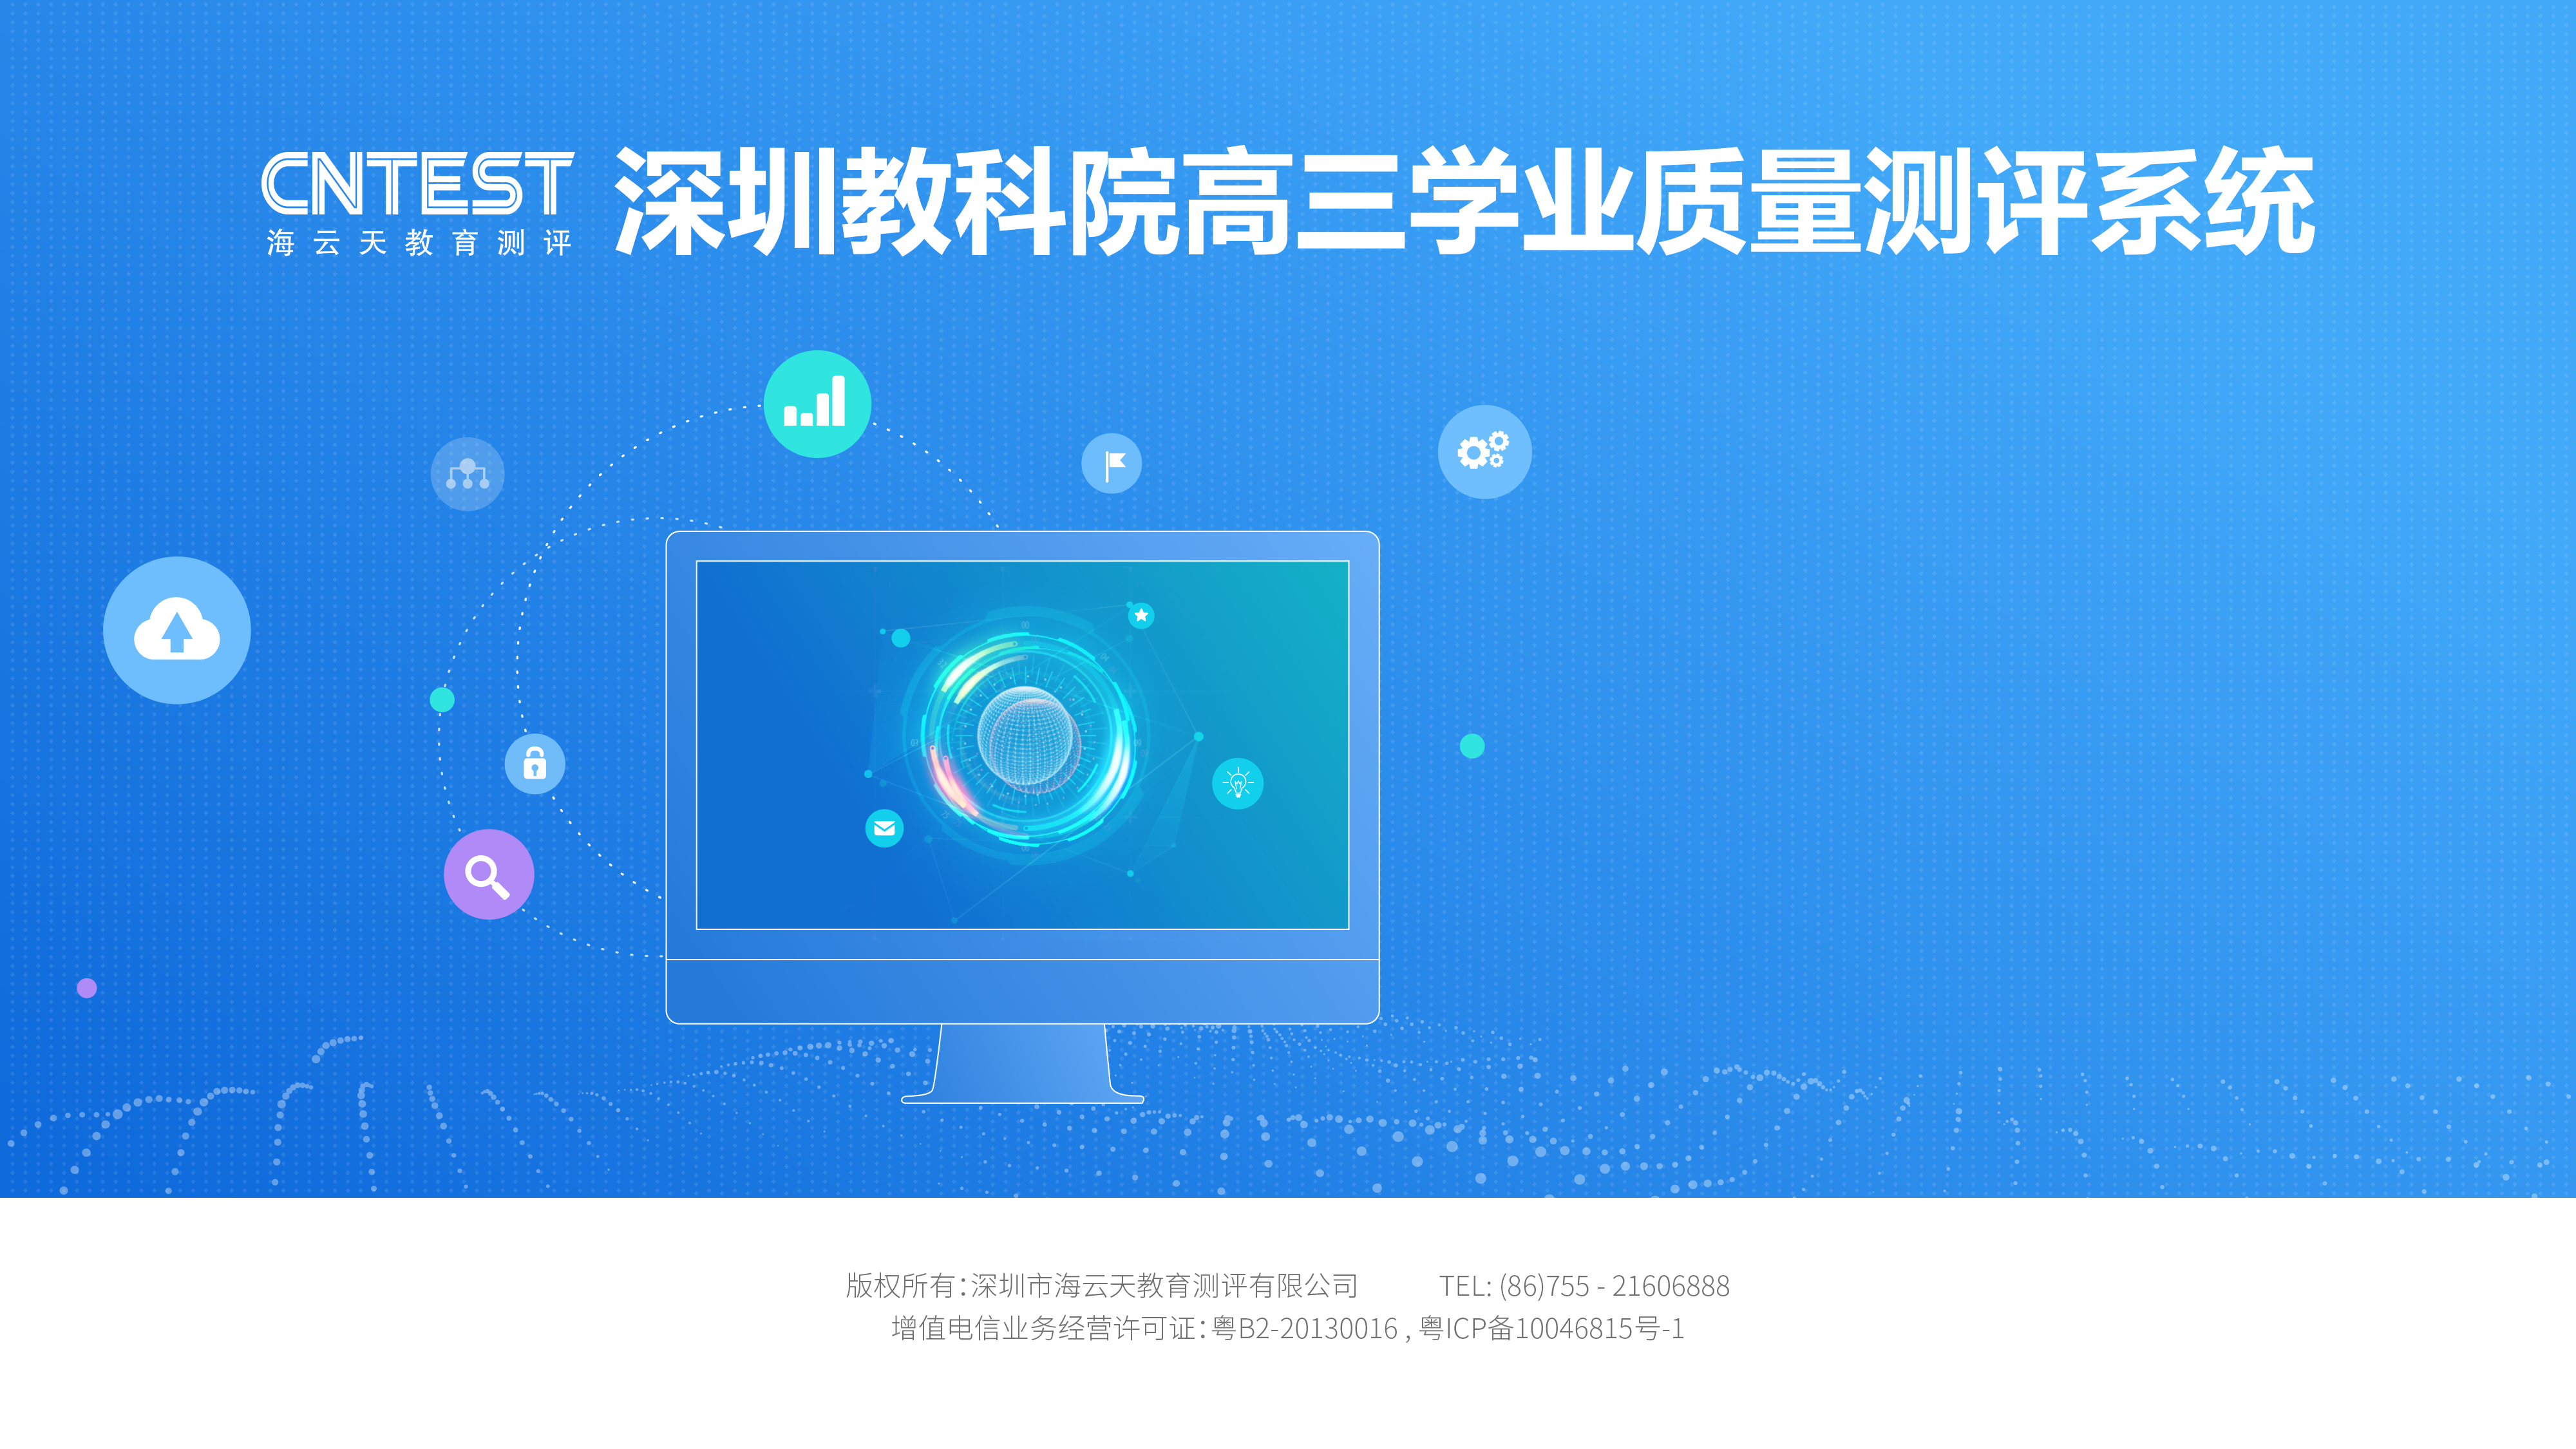 CNTEST
海云天教育测评
深圳教科院高三学业质量测评系统
版权所有:深圳市海云天教育测评有限公司 TEL: (86)755 - 21606888
增值电信业务经营许可证:粤B2-20130016 , 粤ICP备10046815号-1